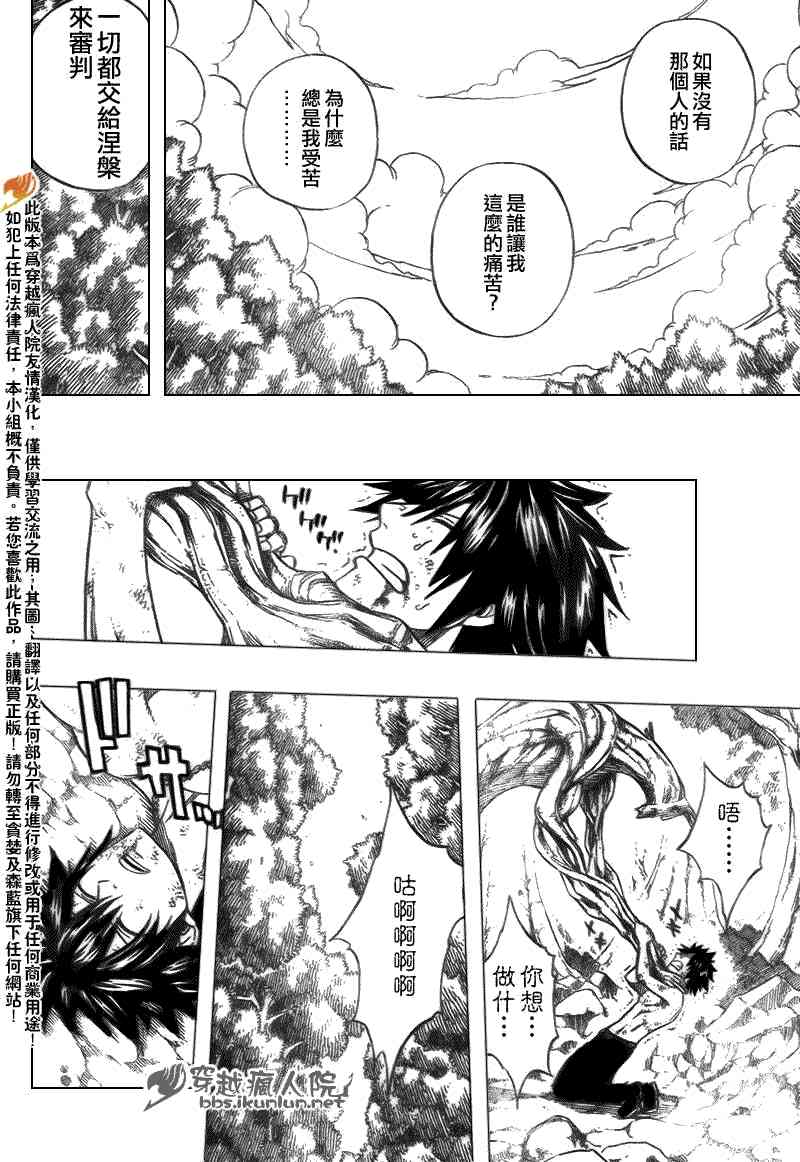 如果沒有
那個人的話
是誰讓我
這麼的痛苦?
為什麼
總是我受苦
…………
一切都交給涅槃
來審判
ゲゲゲ
唔……
你想…
做什…
咕啊啊啊啊
ドドッ
此版本爲穿越瘋人院友情漢化，僅供學習交流之用；其圖、翻譯以及任何部分不得進行修改或用于任何商業用途！
如犯上任何法律責任，本小組概不負責。若您喜歡此作品，請購買正版！請勿轉至貪婪及森藍旗下任何網站！
穿越瘋人院
bbs.ikunlun.net